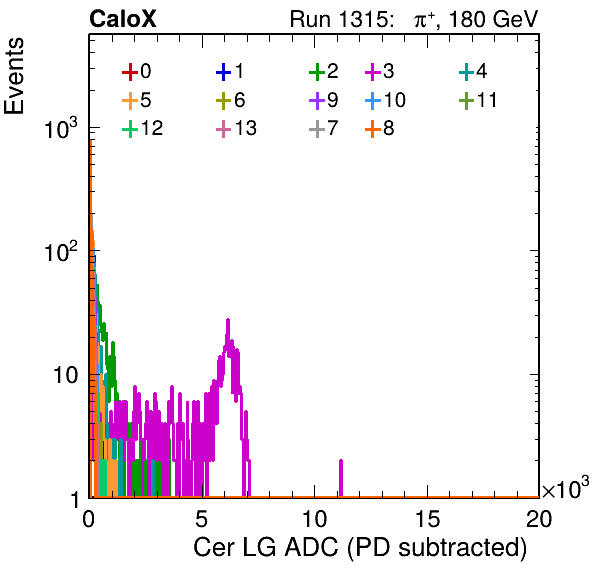 CaloX Run 1315: π⁺, 180 GeV
Events
0 1 2 3 4
5 6 9 10 11
12 13 7 8
10³
10²
10
1
0 5 10 15 20
×10³
Cer LG ADC (PD subtracted)